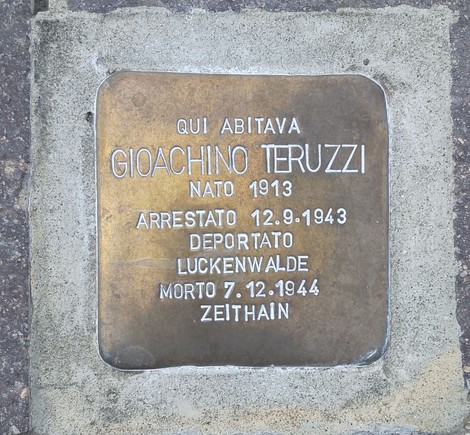 QUI ABITAVA
GIOACHINO TERUZZI
NATO 1913
ARRESTATO 12.9.1943
DEPORTATO
LUCKENWALDE
MORTO 7.12.1944
ZEITHAIN